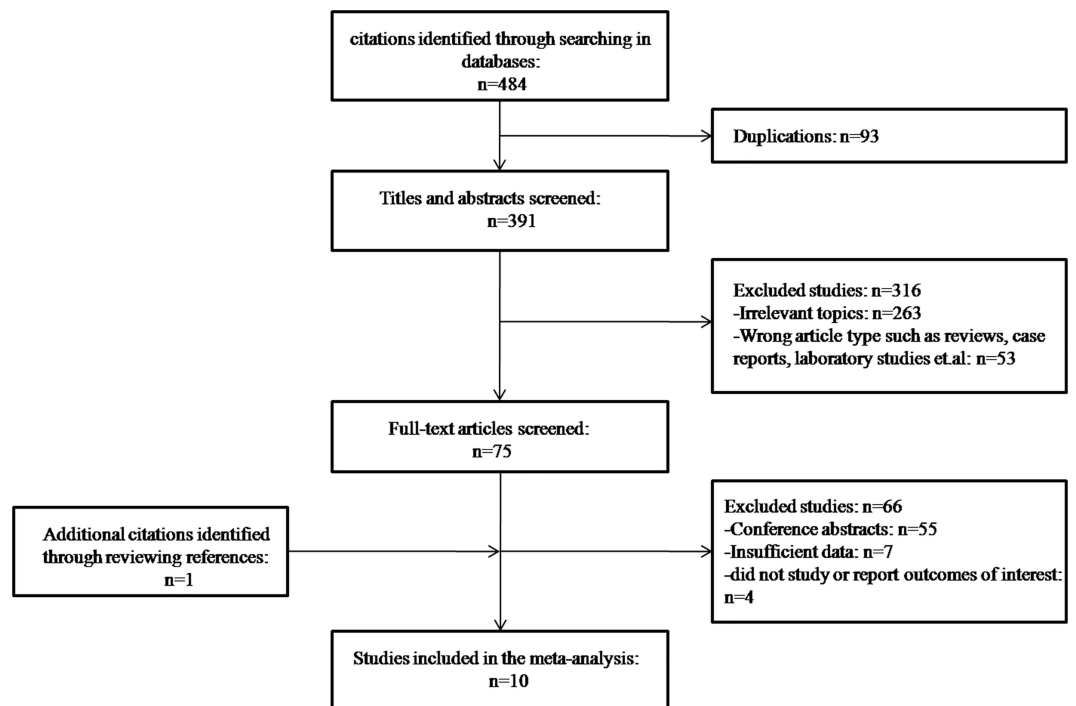 citations identified through searching in
databases:
n=484
Duplications: n=93
Titles and abstracts screened:
n=391
Excluded studies: n=316
-Irrelevant topics: n=263
-Wrong article type such as reviews, case
reports, laboratory studies et.al: n=53
Full-text articles screened:
n=75
Additional citations identified
through reviewing references:
n=1
Excluded studies: n=66
-Conference abstracts: n=55
-Insufficient data: n=7
-did not study or report outcomes of interest:
n=4
Studies included in the meta-analysis:
n=10